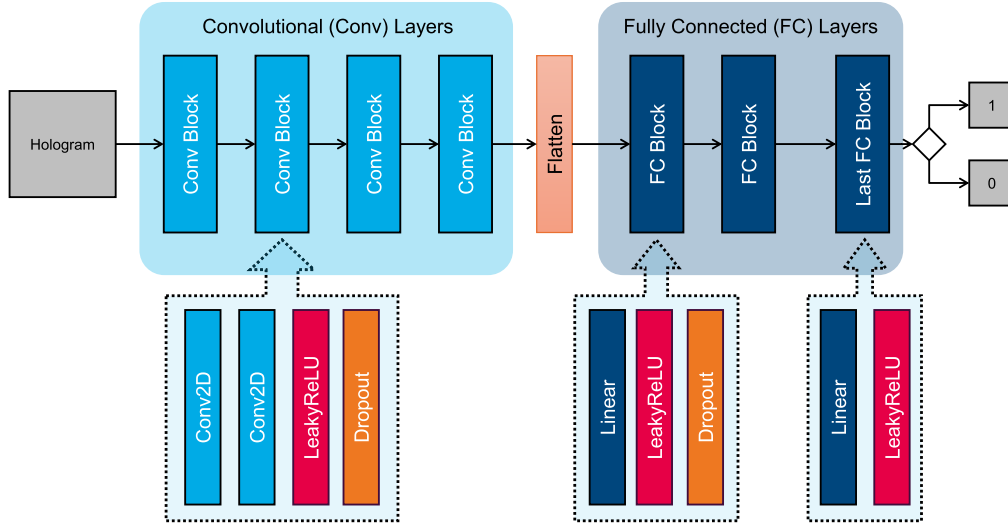 Convolutional (Conv) Layers
Fully Connected (FC) Layers
Hologram
Conv Block
Conv Block
Conv Block
Conv Block
Flatten
FC Block
FC Block
Last FC Block
1
0
Conv2D
Conv2D
LeakyReLU
Dropout
Linear
LeakyReLU
Dropout
Linear
LeakyReLU